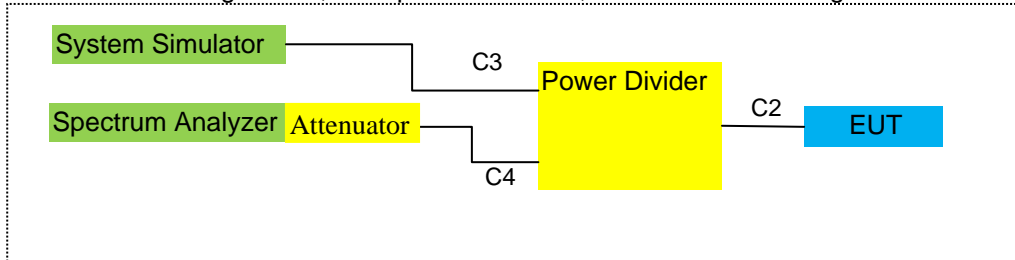 System Simulator
C3
Power Divider
C2
Spectrum Analyzer
Attenuator
EUT
C4